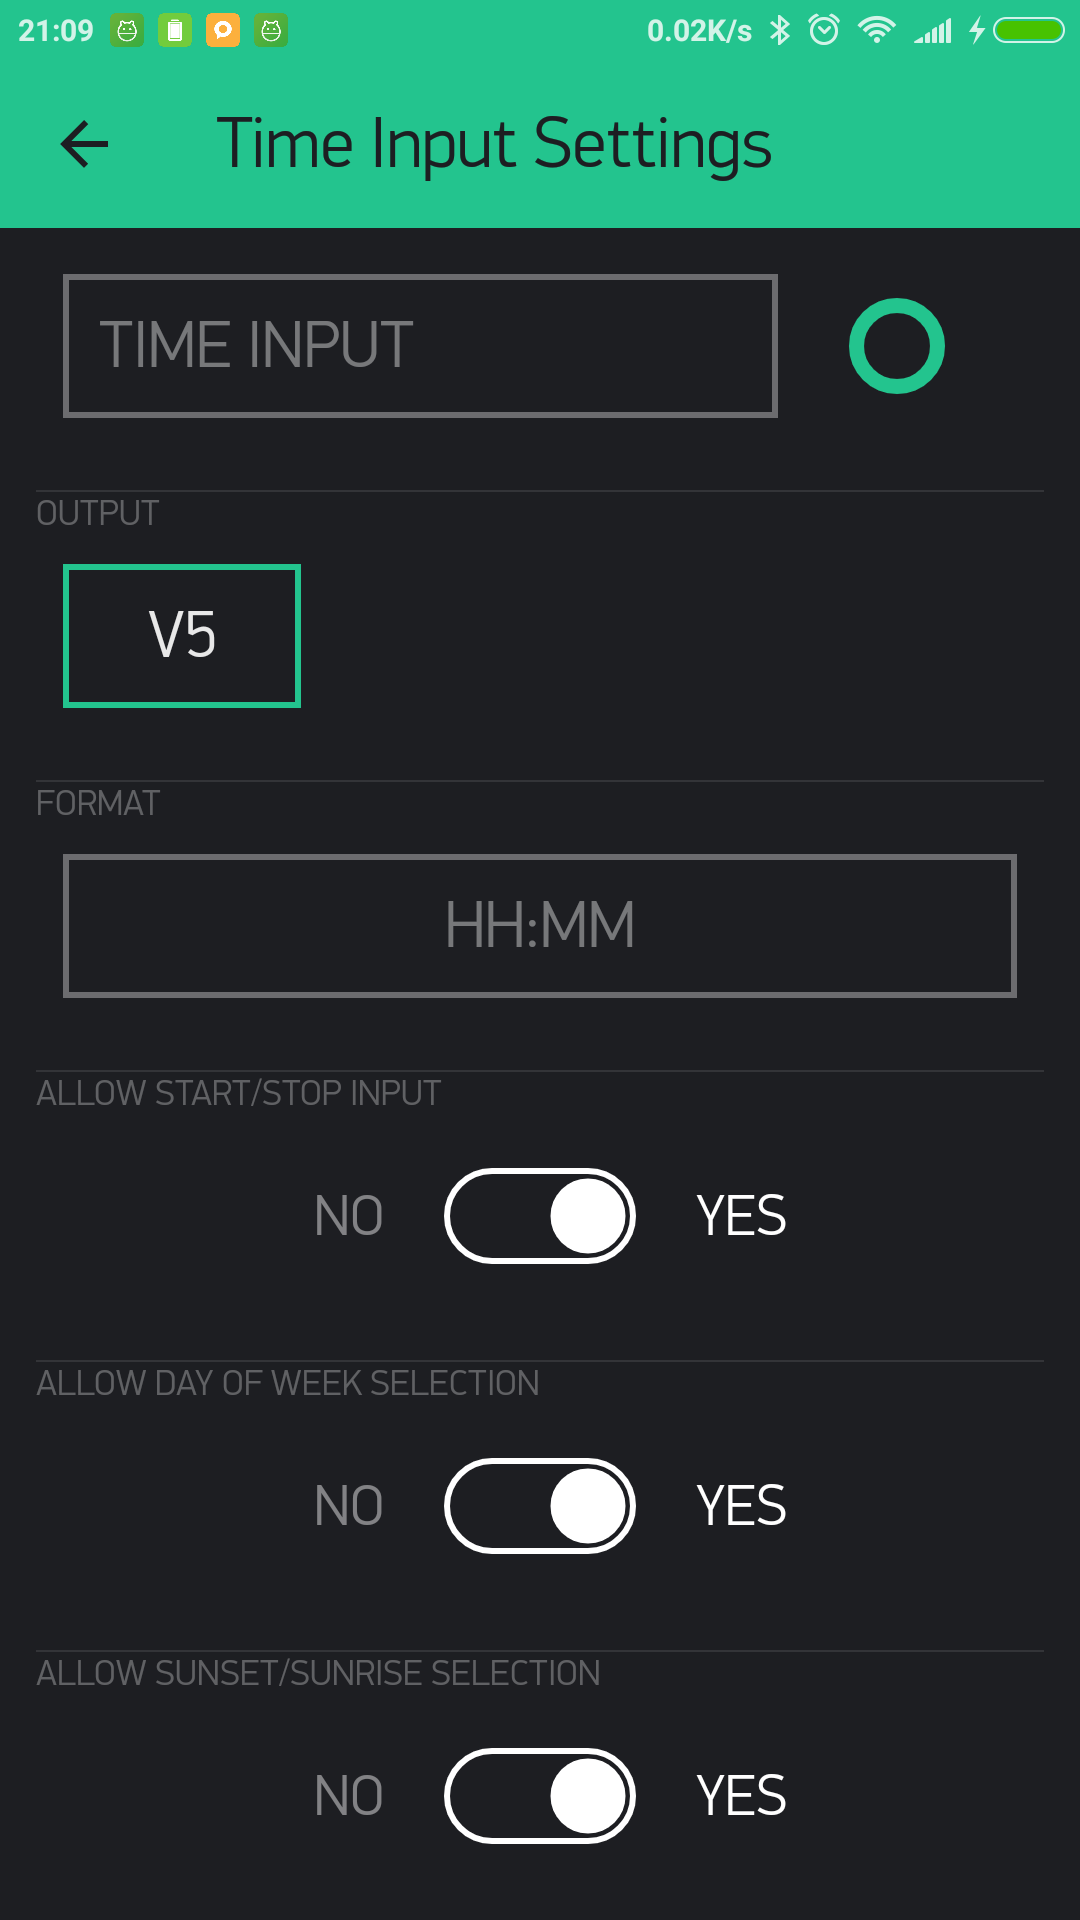 21:09 0.02K/s
Time Input Settings
TIME INPUT
OUTPUT
V5
FORMAT
HH:MM
ALLOW START/STOP INPUT
NO YES
ALLOW DAY OF WEEK SELECTION
NO YES
ALLOW SUNSET/SUNRISE SELECTION
NO YES